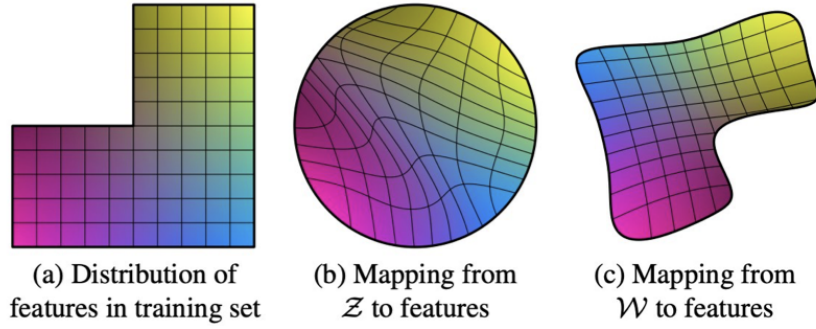 (a) Distribution of
features in training set
(b) Mapping from
𝒵 to features
(c) Mapping from
𝒲 to features